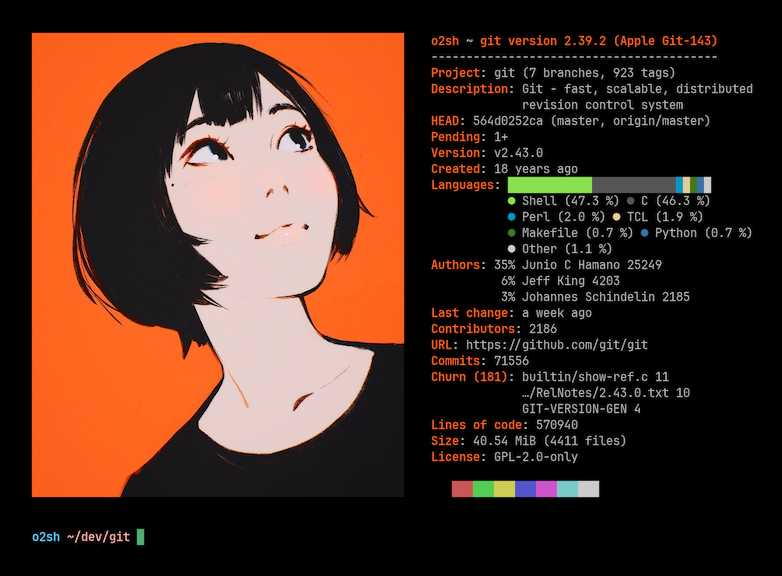 o2sh ~ git version 2.39.2 (Apple Git-143)
-----------------------------------------
Project: git (7 branches, 923 tags)
Description: Git - fast, scalable, distributed
revision control system
HEAD: 564d0252ca (master, origin/master)
Pending: 1+
Version: v2.43.0
Created: 18 years ago
Languages:
● Shell (47.3 %) ● C (46.3 %)
● Perl (2.0 %) ● TCL (1.9 %)
● Makefile (0.7 %) ● Python (0.7 %)
● Other (1.1 %)
Authors: 35% Junio C Hamano 25249
6% Jeff King 4203
3% Johannes Schindelin 2185
Last change: a week ago
Contributors: 2186
URL: https://github.com/git/git
Commits: 71556
Churn (181): builtin/show-ref.c 11
…/RelNotes/2.43.0.txt 10
GIT-VERSION-GEN 4
Lines of code: 570940
Size: 40.54 MiB (4411 files)
License: GPL-2.0-only
o2sh ~/dev/git